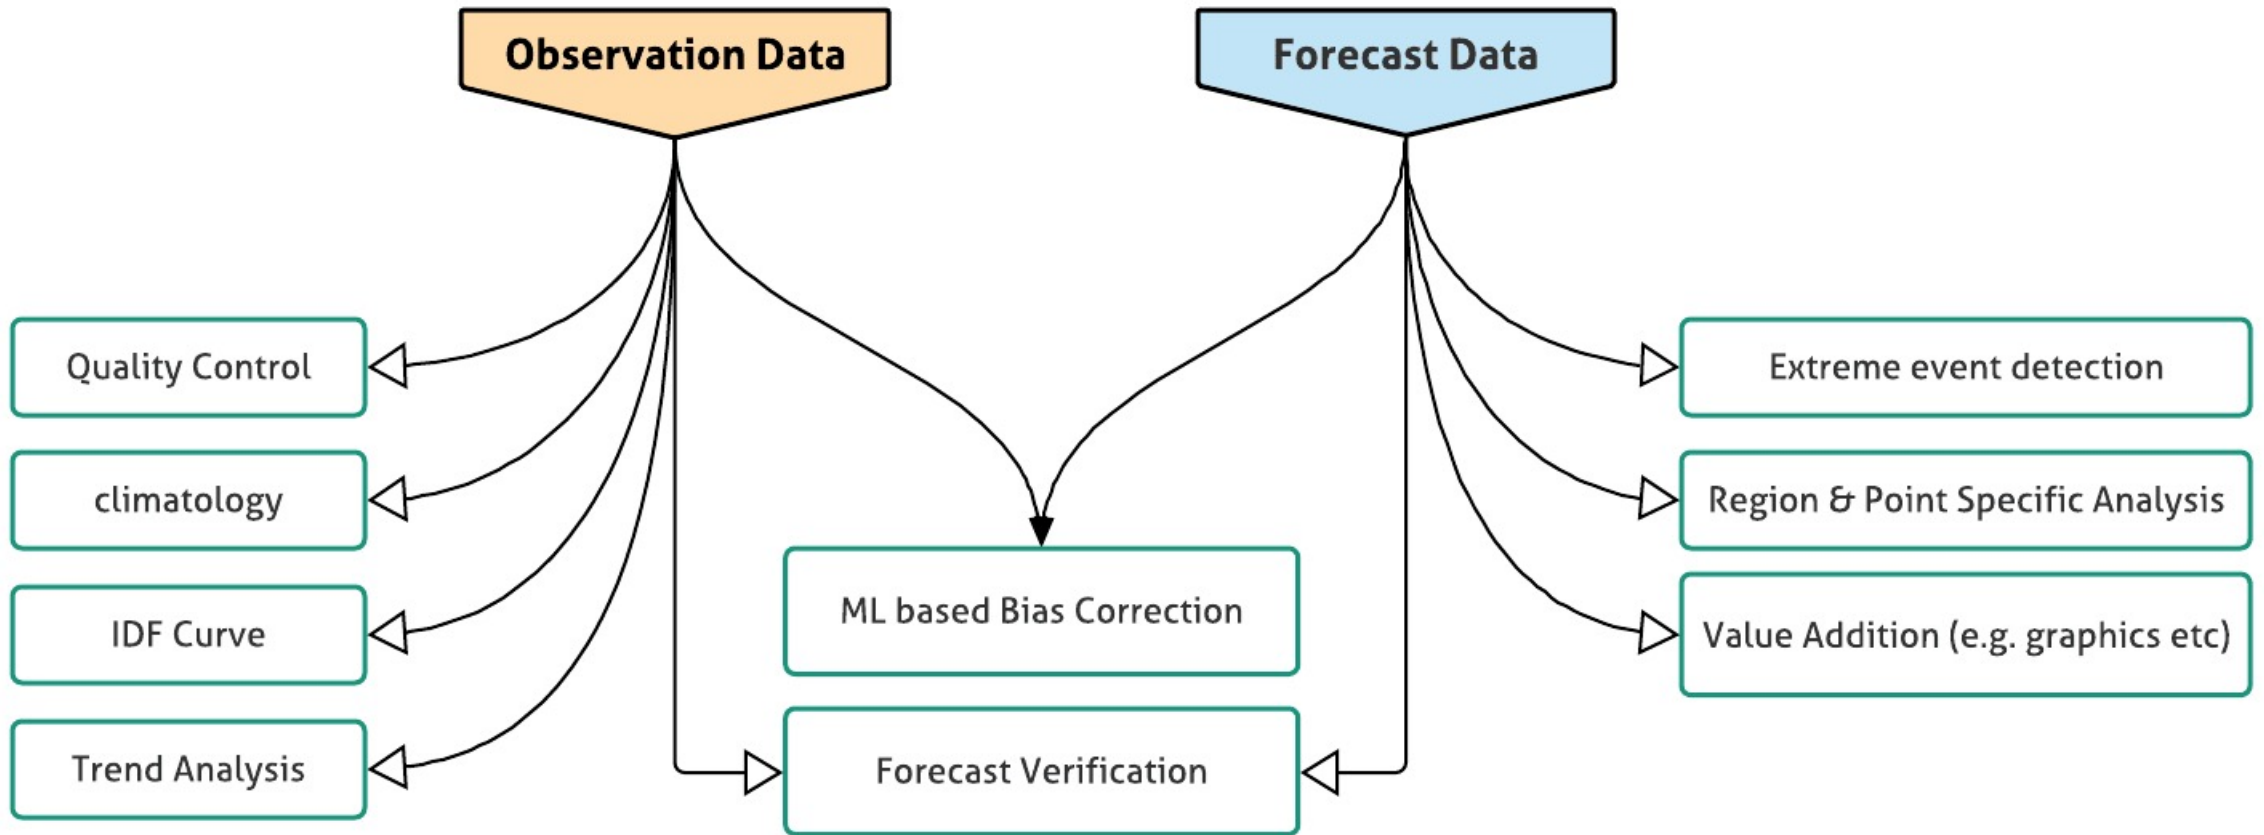 Observation Data
Forecast Data
Quality Control
climatology
IDF Curve
Trend Analysis
ML based Bias Correction
Forecast Verification
Extreme event detection
Region & Point Specific Analysis
Value Addition (e.g. graphics etc)